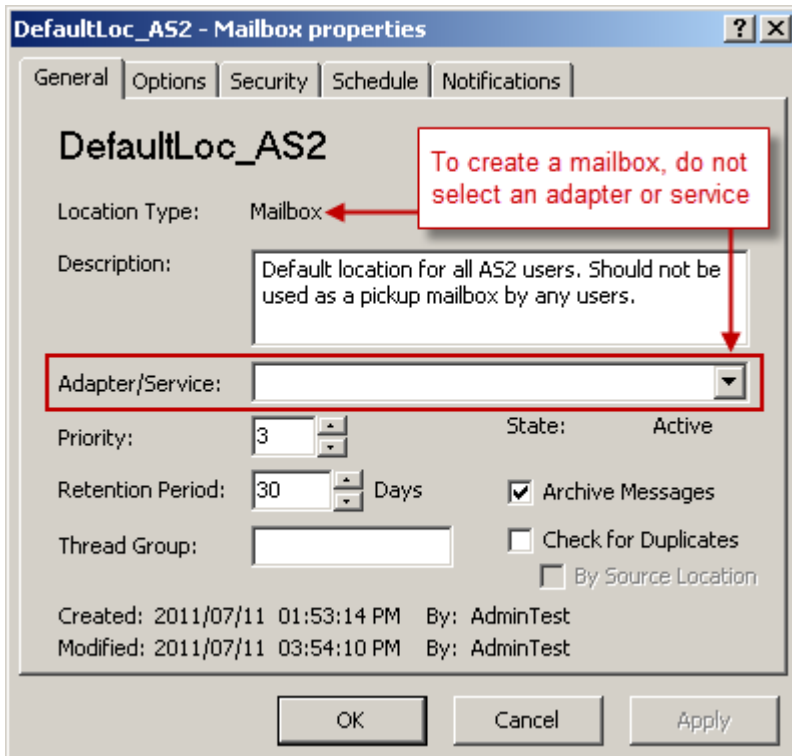 DefaultLoc_AS2 - Mailbox properties
General Options Security Schedule Notifications
DefaultLoc_AS2
To create a mailbox, do not
select an adapter or service
Location Type: Mailbox
Description: Default location for all AS2 users. Should not be
used as a pickup mailbox by any users.
Adapter/Service:
Priority: 3 State: Active
Retention Period: 30 Days Archive Messages
Thread Group: Check for Duplicates
By Source Location
Created: 2011/07/11 01:53:14 PM By: AdminTest
Modified: 2011/07/11 03:54:10 PM By: AdminTest
OK Cancel Apply